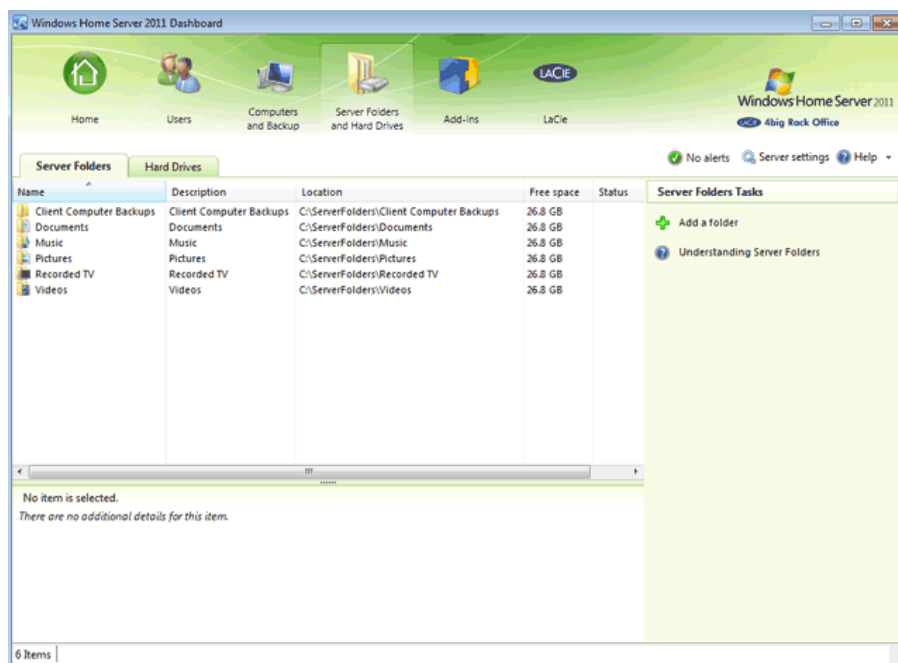 Windows Home Server 2011 Dashboard
Home
Users
Computers and Backup
Server Folders and Hard Drives
Add-Ins
LACIE
LaCie
Windows Home Server 2011
LACIE 4big Rack Office
No alerts
Server settings
Help
Server Folders
Hard Drives
Name Description Location Free space Status
Client Computer Backups Client Computer Backups C:\ServerFolders\Client Computer Backups 26.8 GB
Documents Documents C:\ServerFolders\Documents 26.8 GB
Music Music C:\ServerFolders\Music 26.8 GB
Pictures Pictures C:\ServerFolders\Pictures 26.8 GB
Recorded TV Recorded TV C:\ServerFolders\Recorded TV 26.8 GB
Videos Videos C:\ServerFolders\Videos 26.8 GB
Server Folders Tasks
Add a folder
Understanding Server Folders
No item is selected.
There are no additional details for this item.
6 Items